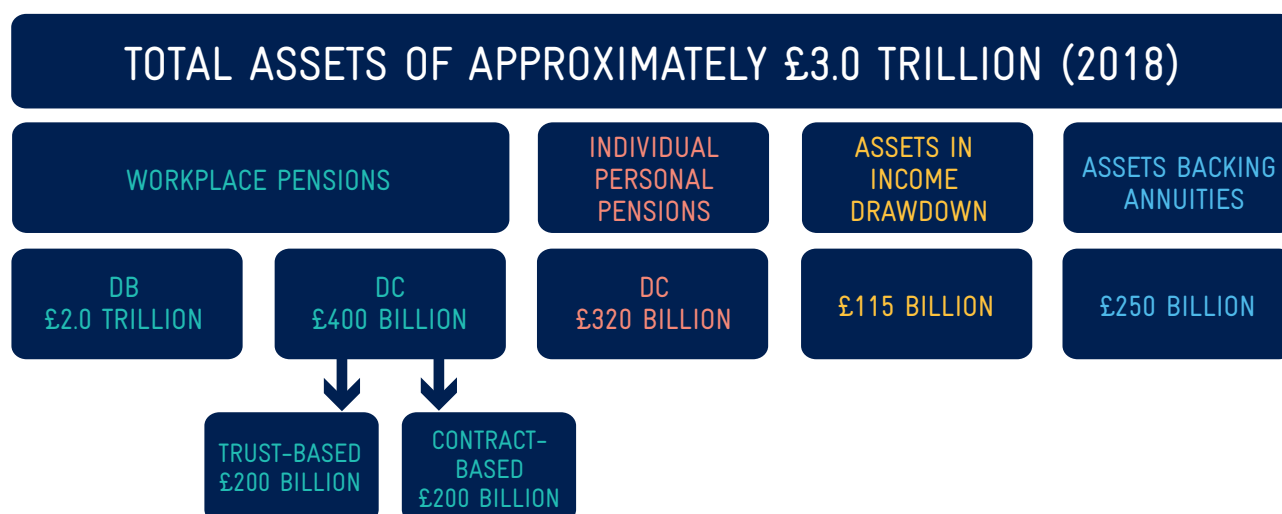 TOTAL ASSETS OF APPROXIMATELY £3.0 TRILLION (2018)
WORKPLACE PENSIONS
INDIVIDUAL
PERSONAL
PENSIONS
ASSETS IN
INCOME
DRAWDOWN
ASSETS BACKING
ANNUITIES
DB
£2.0 TRILLION
DC
£400 BILLION
DC
£320 BILLION
£115 BILLION
£250 BILLION
TRUST-BASED
£200 BILLION
CONTRACT-
BASED
£200 BILLION